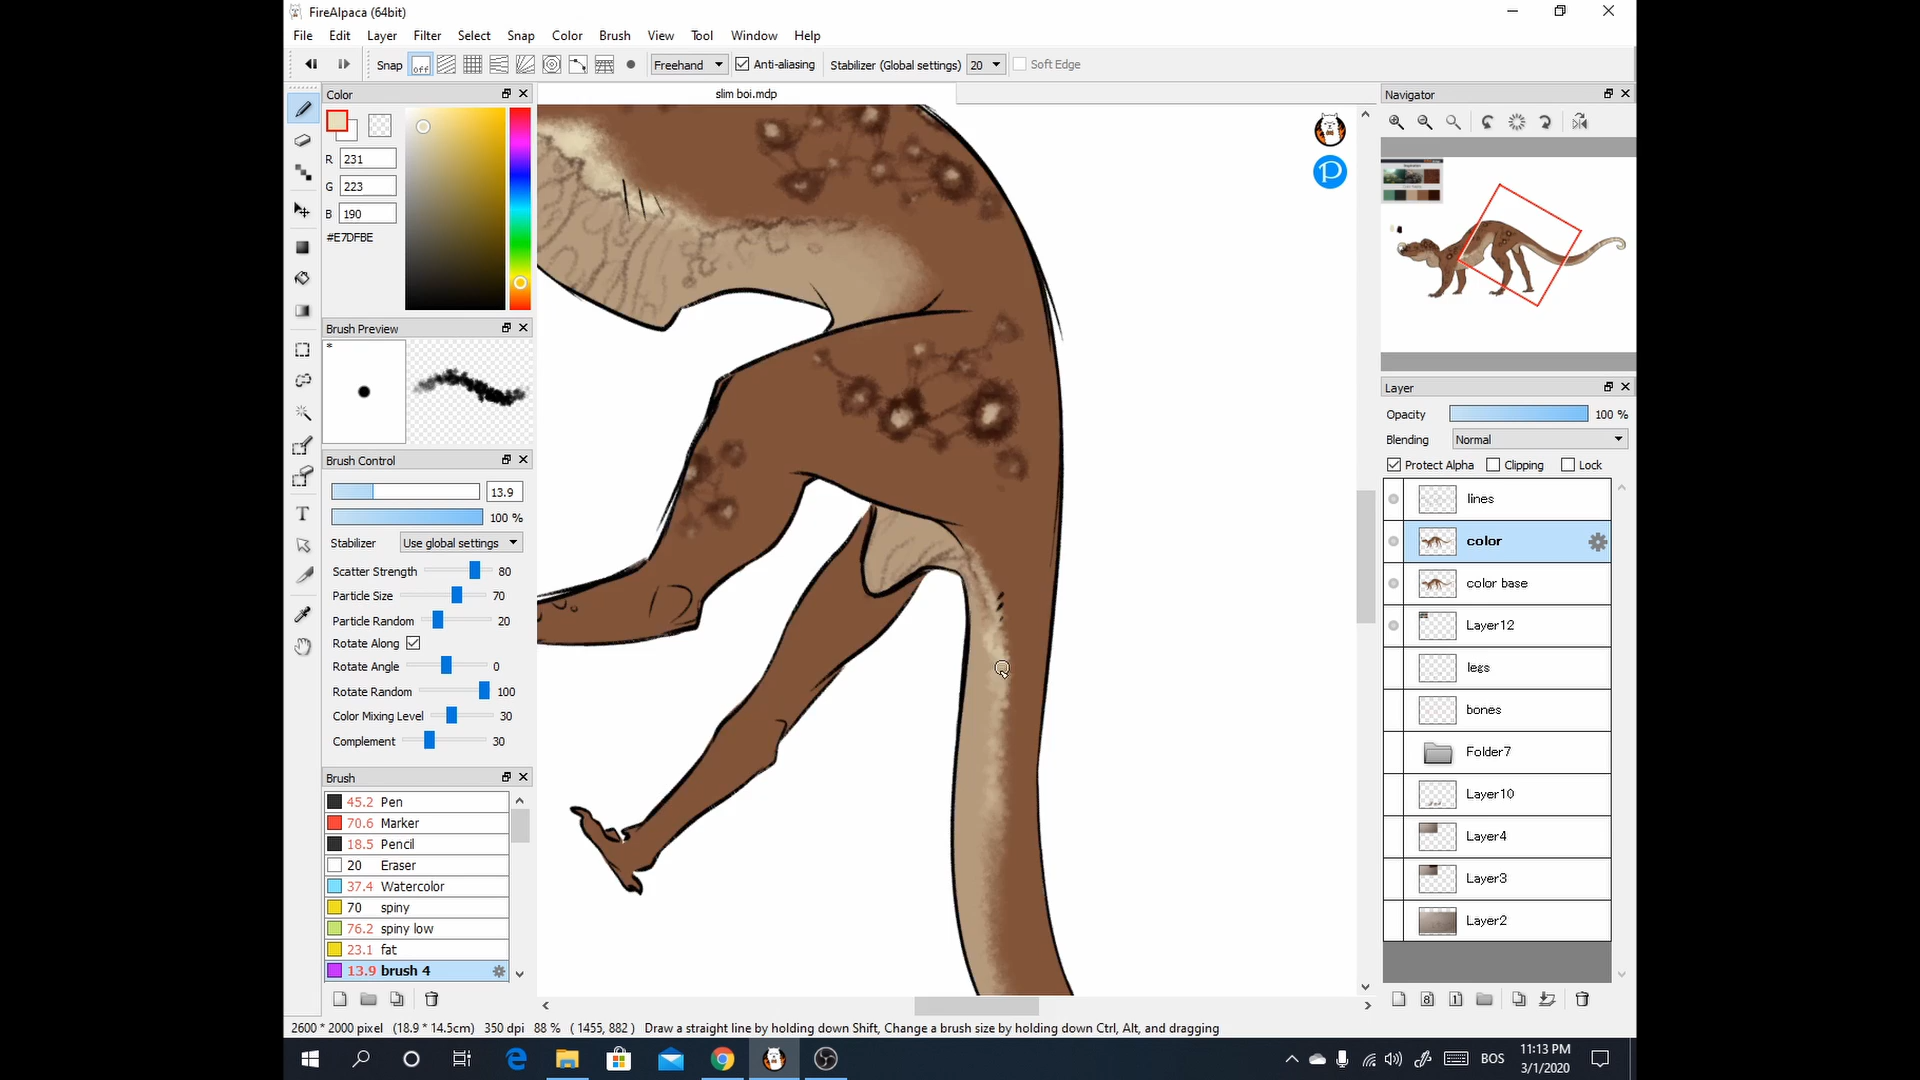 FireAlpaca (64bit)
File Edit Layer Filter Select Snap Color Brush View Tool Window Help
Snap off Freehand Anti-aliasing Stabilizer (Global settings) 20 Soft Edge
Color
slim boi.mdp
Navigator
R 231
G 223
B 190
#E7DFBE
Brush Preview
*
Brush Control
13.9
100 %
Stabilizer Use global settings
Scatter Strength 80
Particle Size 70
Particle Random 20
Rotate Along
Rotate Angle 0
Rotate Random 100
Color Mixing Level 30
Complement 30
Brush
45.2 Pen
70.6 Marker
18.5 Pencil
20 Eraser
37.4 Watercolor
70 spiny
76.2 spiny low
23.1 fat
13.9 brush 4
Layer
Opacity 100 %
Blending Normal
Protect Alpha Clipping Lock
lines
color
color base
Layer12
legs
bones
Folder7
Layer10
Layer4
Layer3
Layer2
2600 * 2000 pixel (18.9 * 14.5cm) 350 dpi 88 % ( 1455, 882 ) Draw a straight line by holding down Shift, Change a brush size by holding down Ctrl, Alt, and dragging
BOS
11:13 PM
3/1/2020